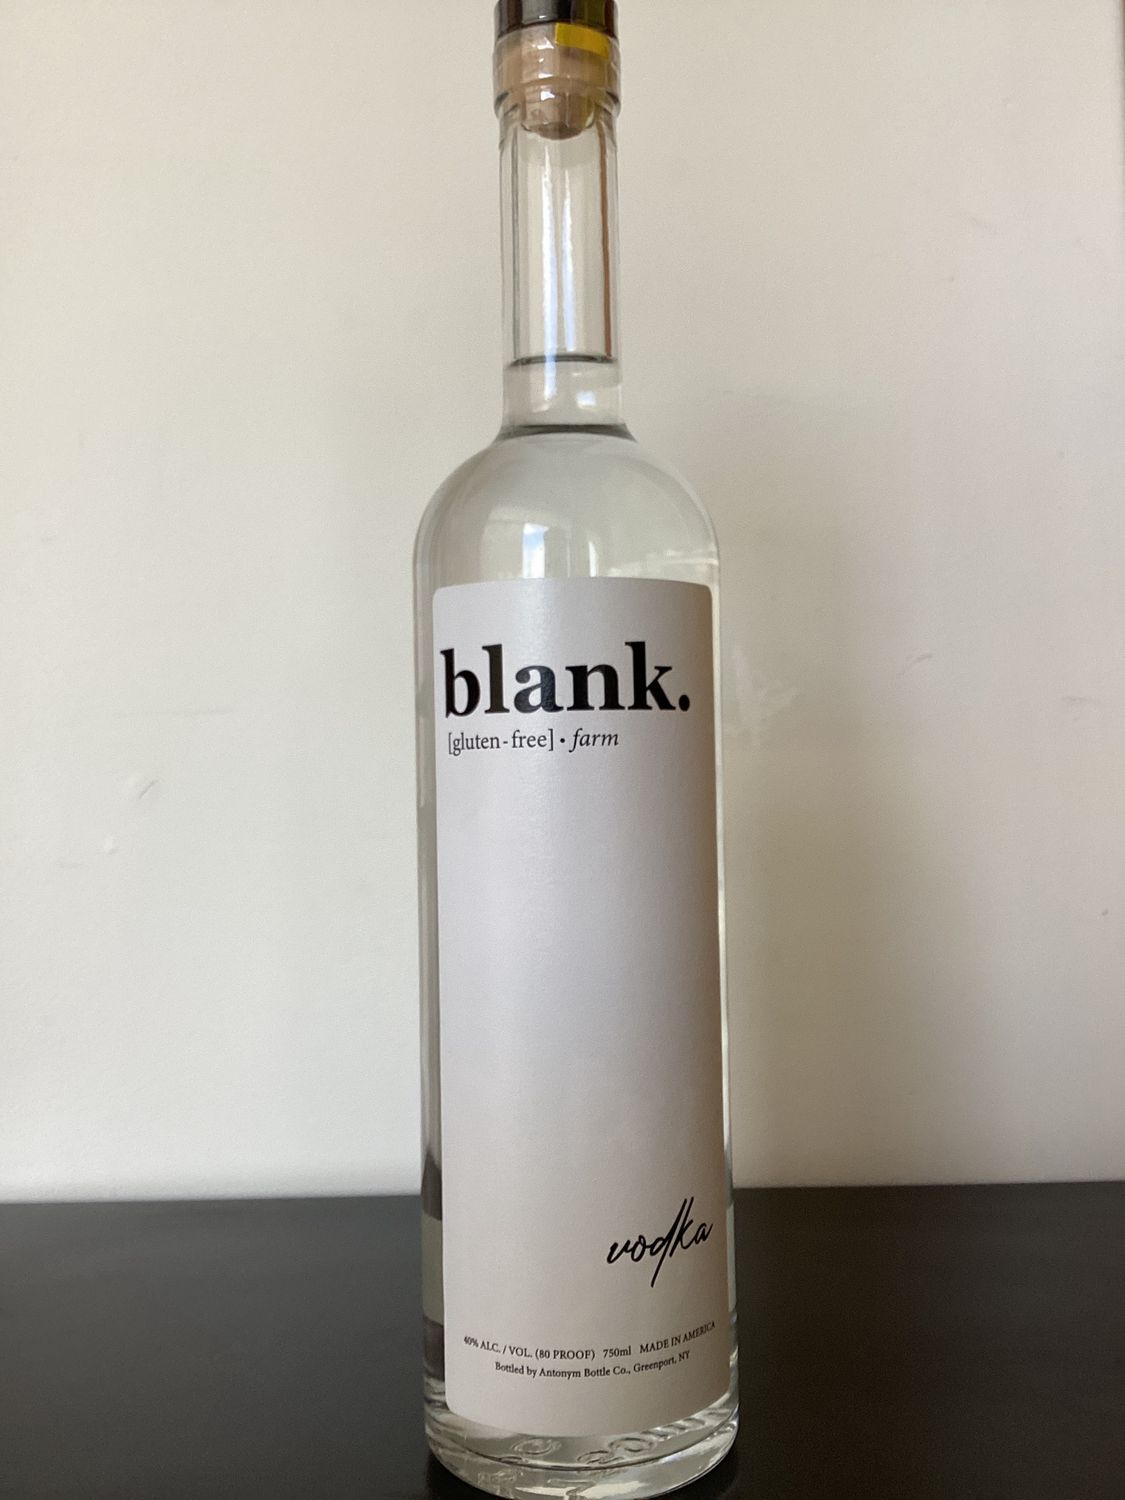 blank.
[gluten-free] • farm
vodka
40% ALC. / VOL. (80 PROOF) 750ml MADE IN AMERICA
Bottled by Antonym Bottle Co., Greenport, NY